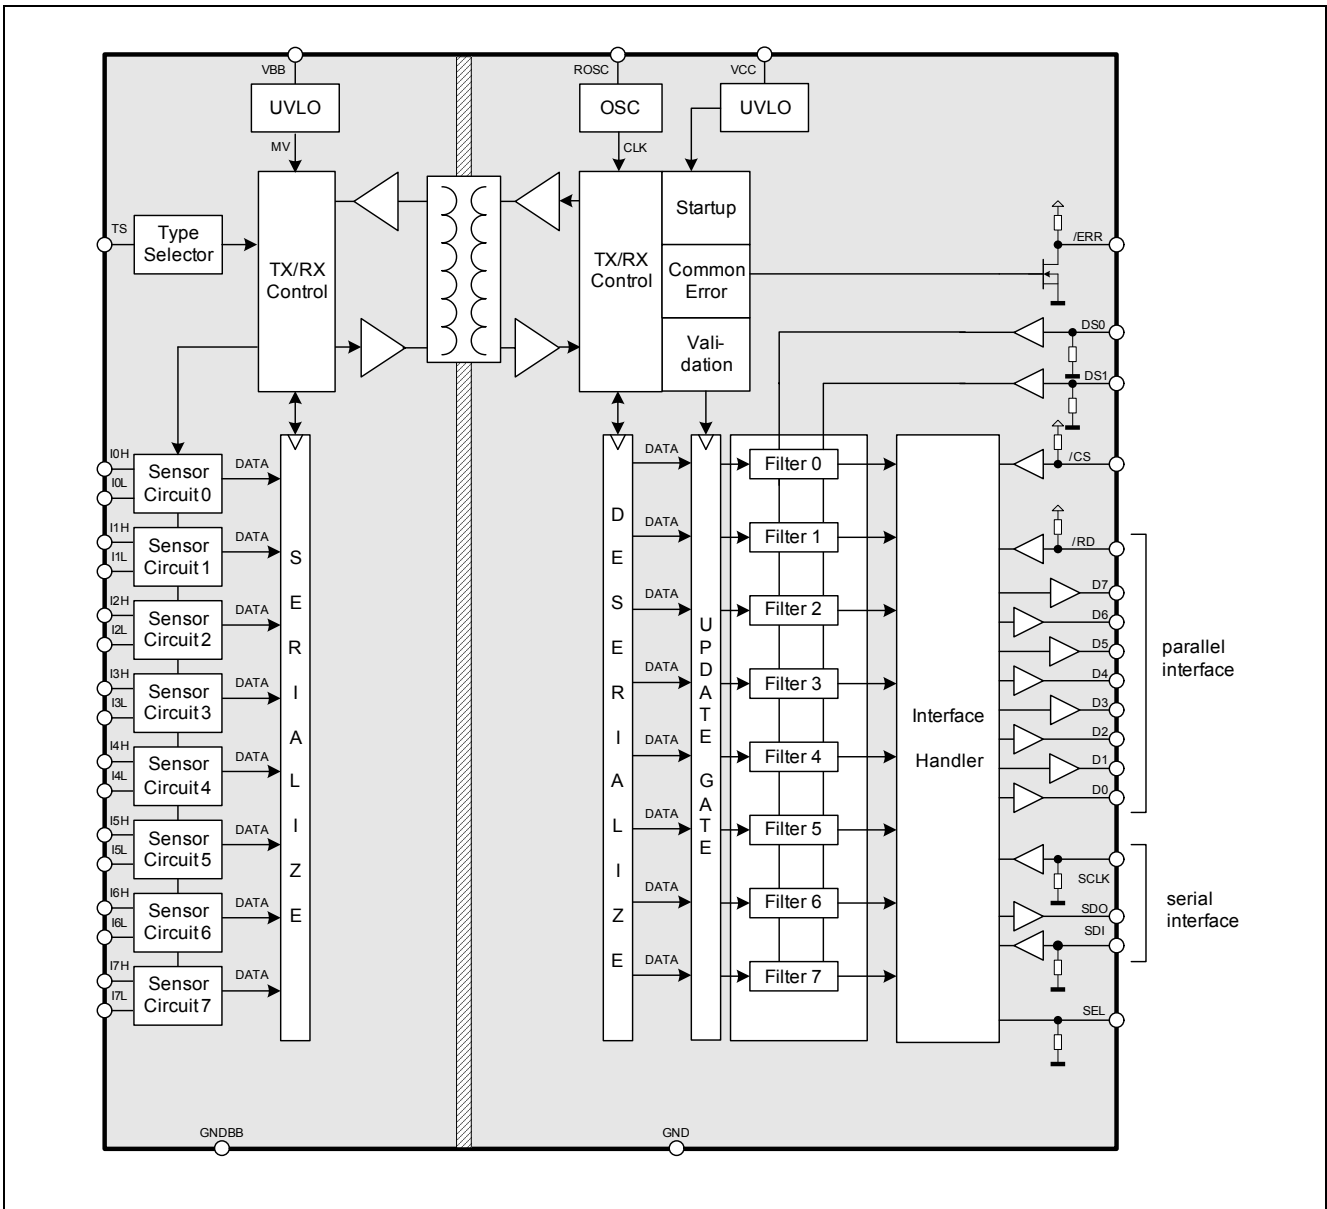 VBB
ROSC
VCC
UVLO
OSC
UVLO
MV
CLK
TS
Type
Selector
TX/RX
Control
TX/RX
Control
Startup
Common
Error
Vali-
dation
/ERR
DS0
DS1
/CS
/RD
D7
D6
D5
D4
D3
D2
D1
D0
parallel
interface
SCLK
SDO
SDI
serial
interface
SEL
I0H
I0L
Sensor
Circuit 0
DATA
I1H
I1L
Sensor
Circuit 1
DATA
I2H
I2L
Sensor
Circuit 2
DATA
I3H
I3L
Sensor
Circuit 3
DATA
I4H
I4L
Sensor
Circuit 4
DATA
I5H
I5L
Sensor
Circuit 5
DATA
I6H
I6L
Sensor
Circuit 6
DATA
I7H
I7L
Sensor
Circuit 7
DATA
SERIALIZE
DESERIALIZE
DATA
DATA
DATA
DATA
DATA
DATA
DATA
DATA
UPDATE GATE
Filter 0
Filter 1
Filter 2
Filter 3
Filter 4
Filter 5
Filter 6
Filter 7
Interface
Handler
GNDBB
GND